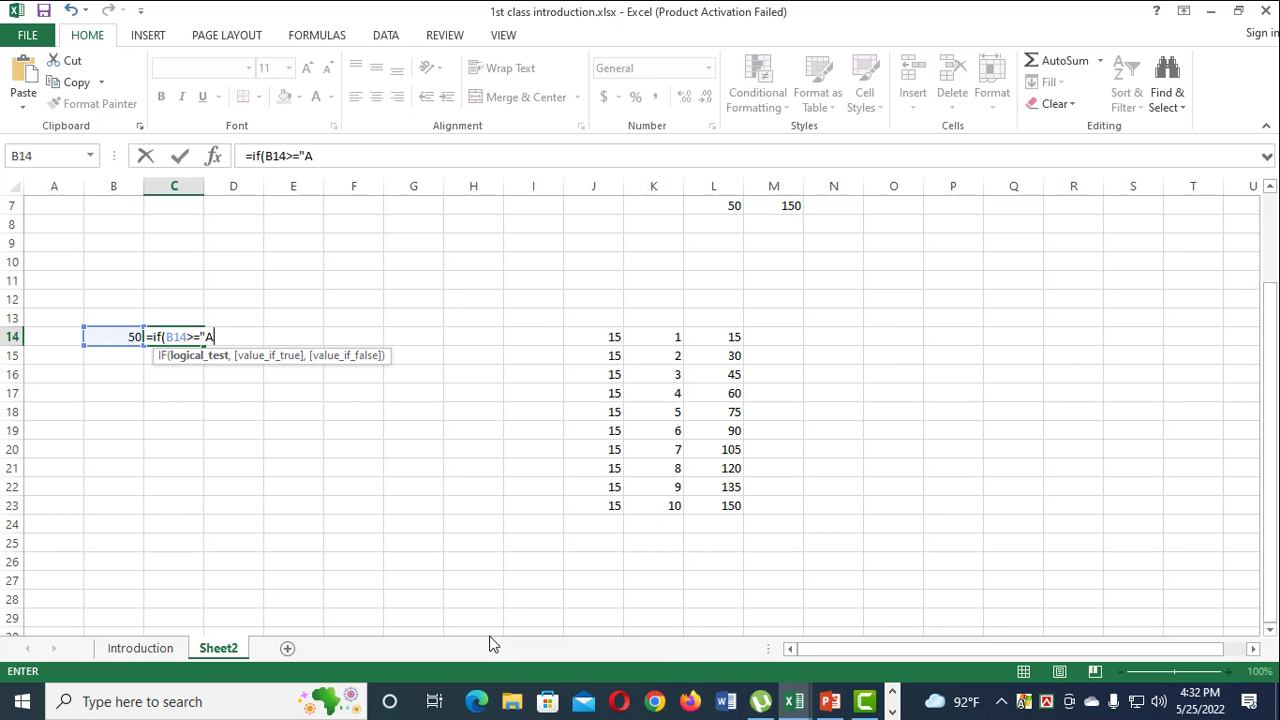 1st class introduction.xlsx - Excel (Product Activation Failed)
FILE HOME INSERT PAGE LAYOUT FORMULAS DATA REVIEW VIEW Sign in
Paste
Cut
Copy
Format Painter
Clipboard
11
B I U
Font
Wrap Text
Merge & Center
Alignment
General
$ % ,
Number
Conditional Formatting
Format as Table
Cell Styles
Styles
Insert Delete Format
Cells
AutoSum
Fill
Clear
Sort & Filter
Find & Select
Editing
B14 fx =if(B14>="A
A B C D E F G H I J K L M N O P Q R S T U
7 50 150
8
9
10
11
12
13
14 50 =if(B14>="A 15 1 15
IF(logical_test, [value_if_true], [value_if_false])
15 15 2 30
16 15 3 45
17 15 4 60
18 15 5 75
19 15 6 90
20 15 7 105
21 15 8 120
22 15 9 135
23 15 10 150
24
25
26
27
28
29
Introduction Sheet2
ENTER 100%
Type here to search 92°F 4:32 PM
5/25/2022